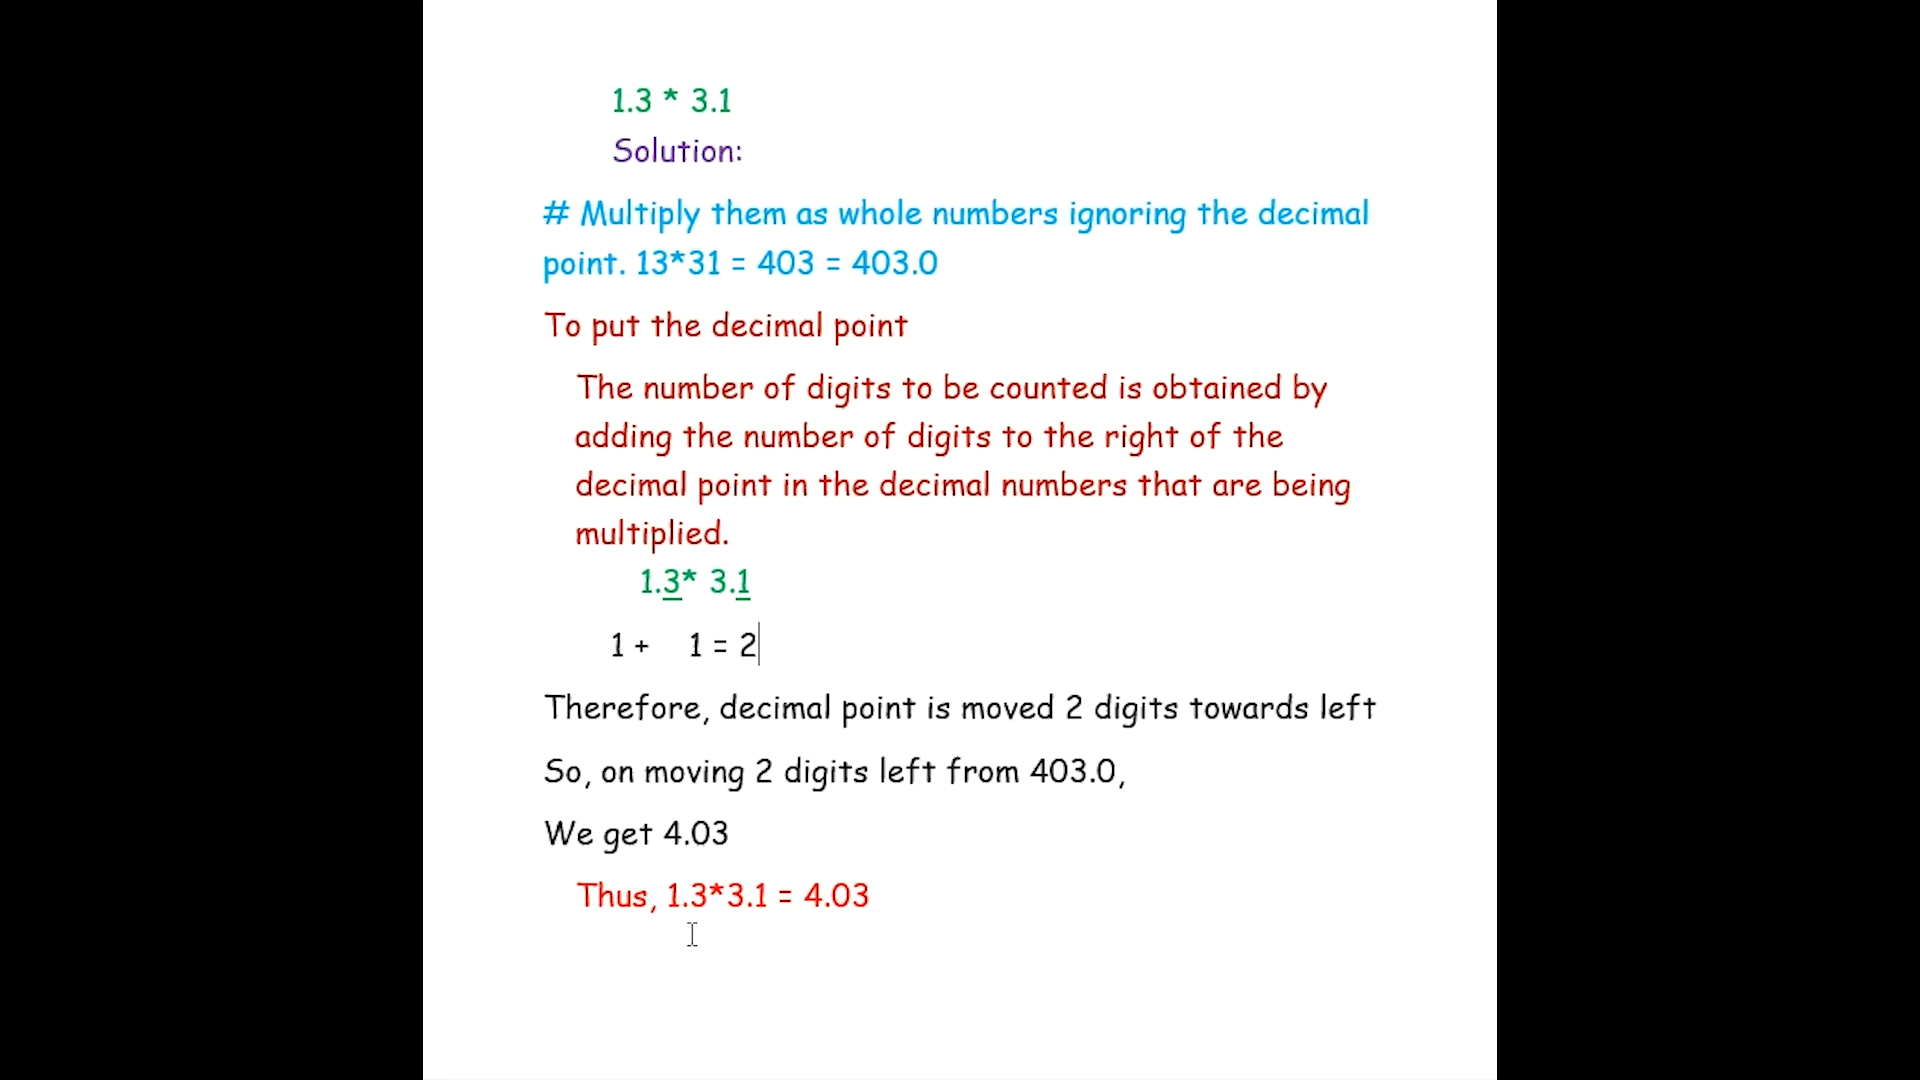 1.3 * 3.1
Solution:
# Multiply them as whole numbers ignoring the decimal
point. 13*31 = 403 = 403.0
To put the decimal point
The number of digits to be counted is obtained by
adding the number of digits to the right of the
decimal point in the decimal numbers that are being
multiplied.
1.3* 3.1
1 + 1 = 2
Therefore, decimal point is moved 2 digits towards left
So, on moving 2 digits left from 403.0,
We get 4.03
Thus, 1.3*3.1 = 4.03